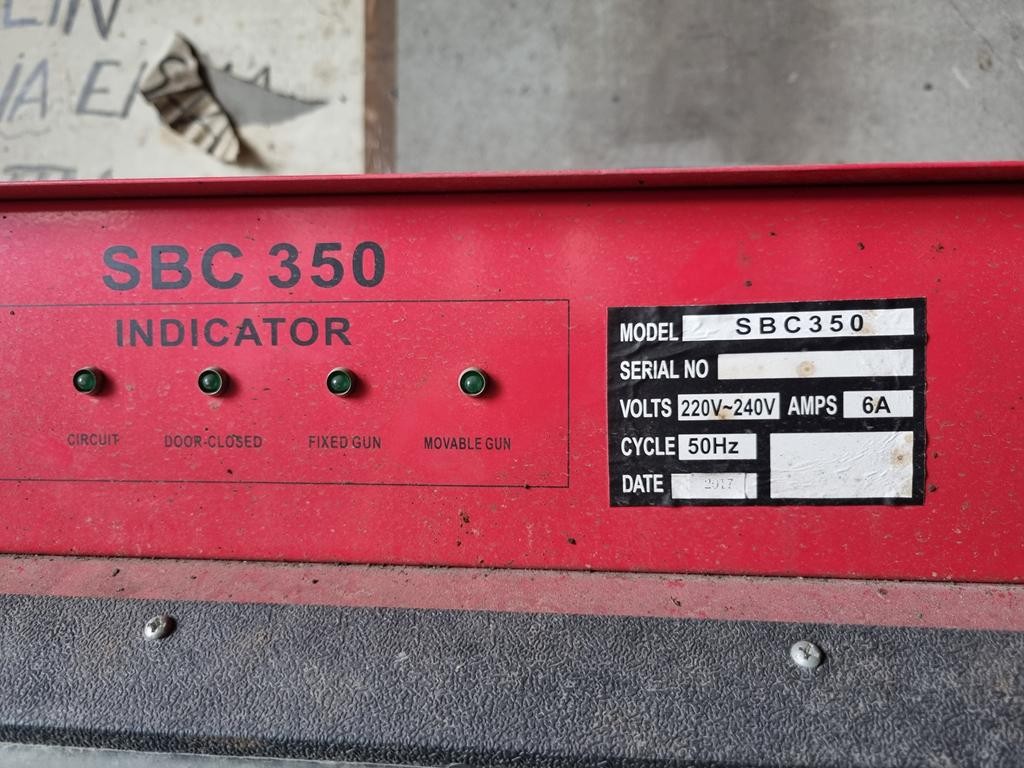 SBC 350
INDICATOR
CIRCUIT DOOR-CLOSED FIXED GUN MOVABLE GUN
MODEL SBC350
SERIAL NO
VOLTS 220V~240V AMPS 6A
CYCLE 50Hz
DATE 2017